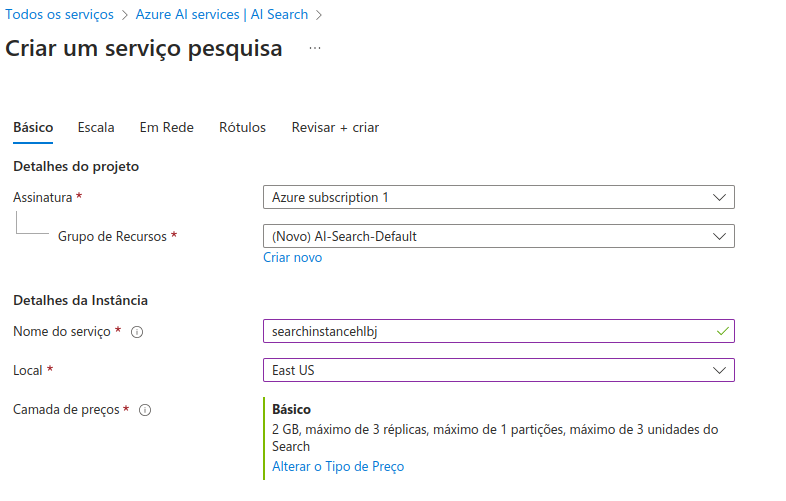 Todos os serviços > Azure AI services | AI Search >
Criar um serviço pesquisa ...
Básico Escala Em Rede Rótulos Revisar + criar
Detalhes do projeto
Assinatura * Azure subscription 1
Grupo de Recursos * (Novo) AI-Search-Default
Criar novo
Detalhes da Instância
Nome do serviço * searchinstancehlbj
Local * East US
Camada de preços * Básico
2 GB, máximo de 3 réplicas, máximo de 1 partições, máximo de 3 unidades do
Search
Alterar o Tipo de Preço